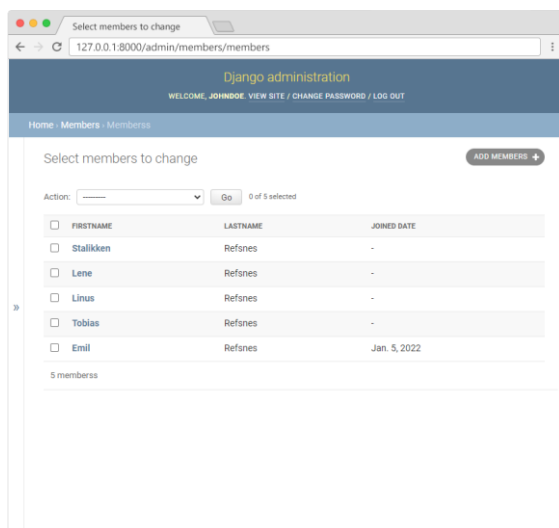 Select members to change
127.0.0.1:8000/admin/members/members
Django administration
WELCOME, JOHNDOE. VIEW SITE / CHANGE PASSWORD / LOG OUT
Home › Members › Memberss
Select members to change
ADD MEMBERS +
Action: --------- Go 0 of 5 selected
FIRSTNAME LASTNAME JOINED DATE
Stalikken Refsnes -
Lene Refsnes -
Linus Refsnes -
Tobias Refsnes -
Emil Refsnes Jan. 5, 2022
»
5 memberss